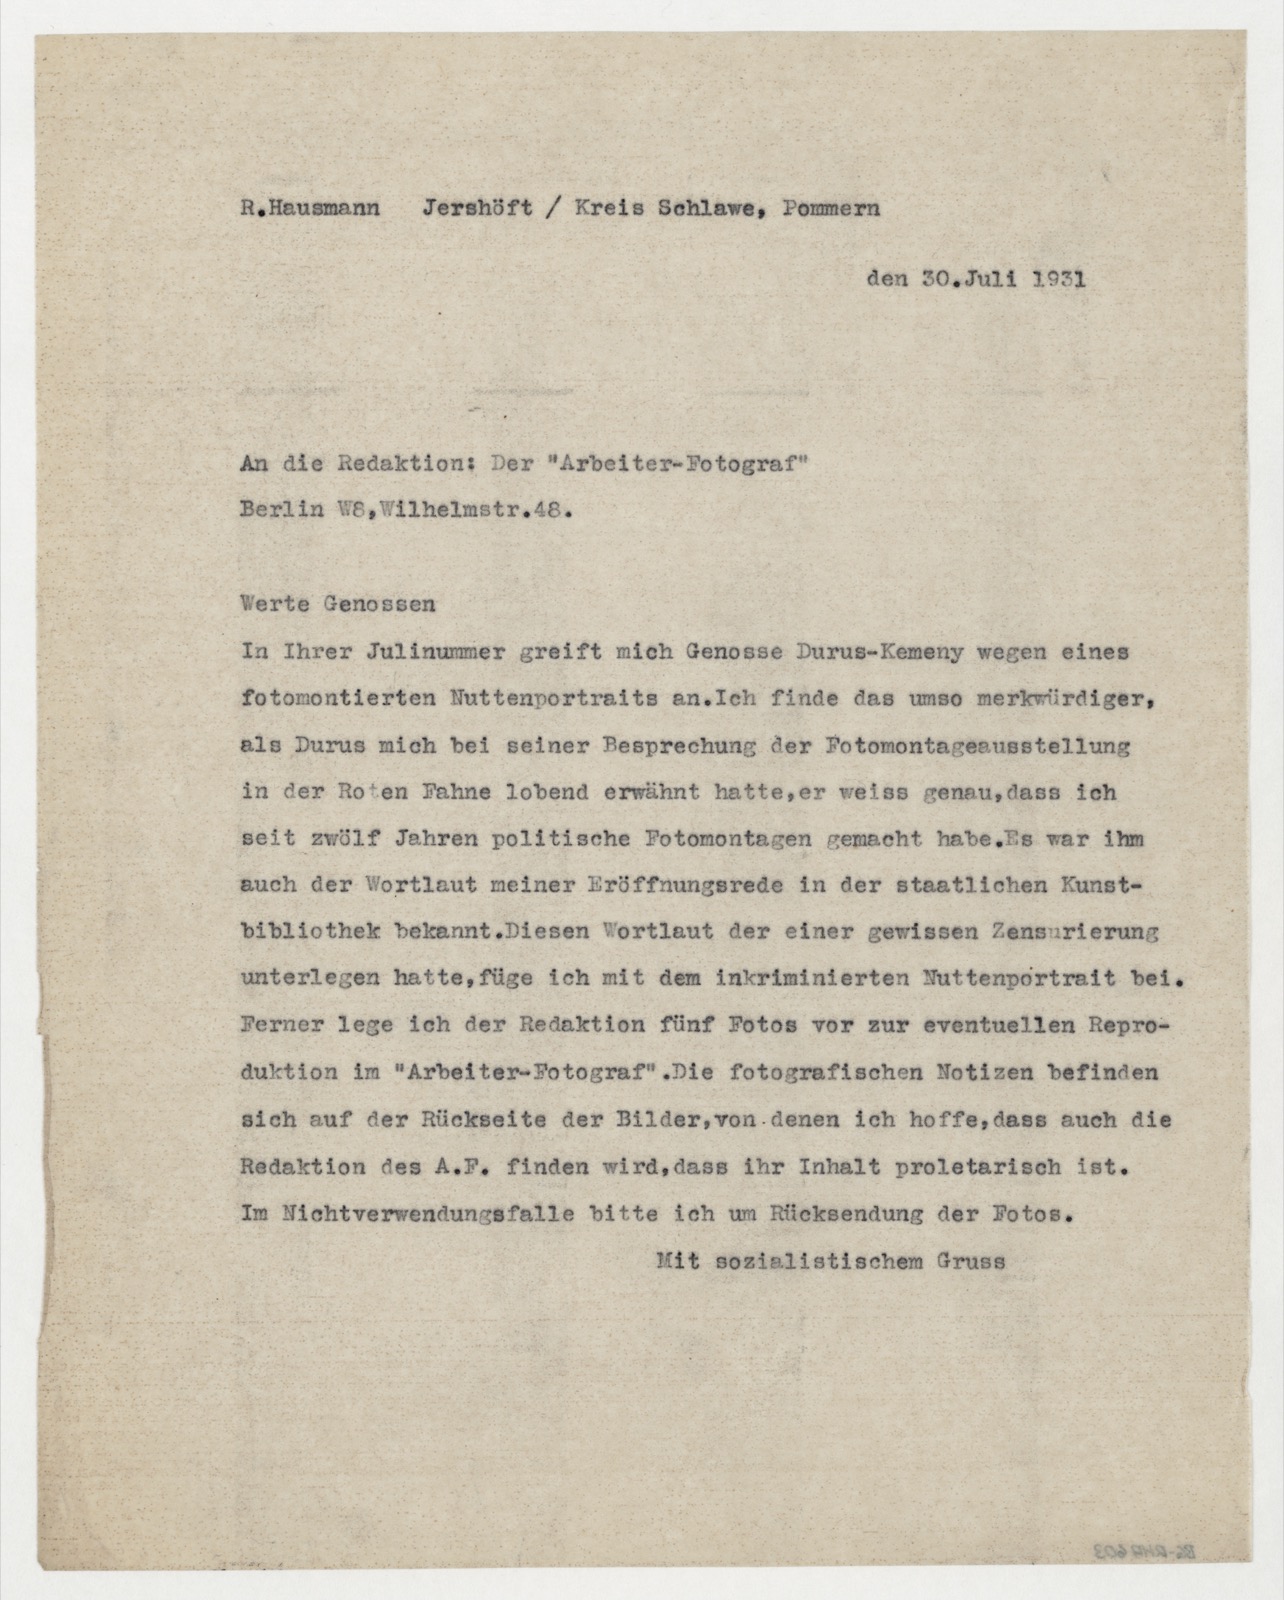 R.Hausmann Jershöft / Kreis Schlawe, Pommern
den 30.Juli 1931
An die Redaktion: Der "Arbeiter-Fotograf"
Berlin W8,Wilhelmstr.48.
Werte Genossen
In Ihrer Julinummer greift mich Genosse Durus-Kemeny wegen eines
fotomontierten Nuttenportraits an.Ich finde das umso merkwürdiger,
als Durus mich bei seiner Besprechung der Fotomontageausstellung
in der Roten Fahne lobend erwähnt hatte,er weiss genau,dass ich
seit zwölf Jahren politische Fotomontagen gemacht habe.Es war ihm
auch der Wortlaut meiner Eröffnungsrede in der staatlichen Kunst-
bibliothek bekannt.Diesen Wortlaut der einer gewissen Zensurierung
unterlegen hatte,füge ich mit dem inkriminierten Nuttenportrait bei.
Ferner lege ich der Redaktion fünf Fotos vor zur eventuellen Repro-
duktion im "Arbeiter-Fotograf".Die fotografischen Notizen befinden
sich auf der Rückseite der Bilder,von denen ich hoffe,dass auch die
Redaktion des A.F. finden wird,dass ihr Inhalt proletarisch ist.
Im Nichtverwendungsfalle bitte ich um Rücksendung der Fotos.
Mit sozialistischem Gruss
BG-RHA 603